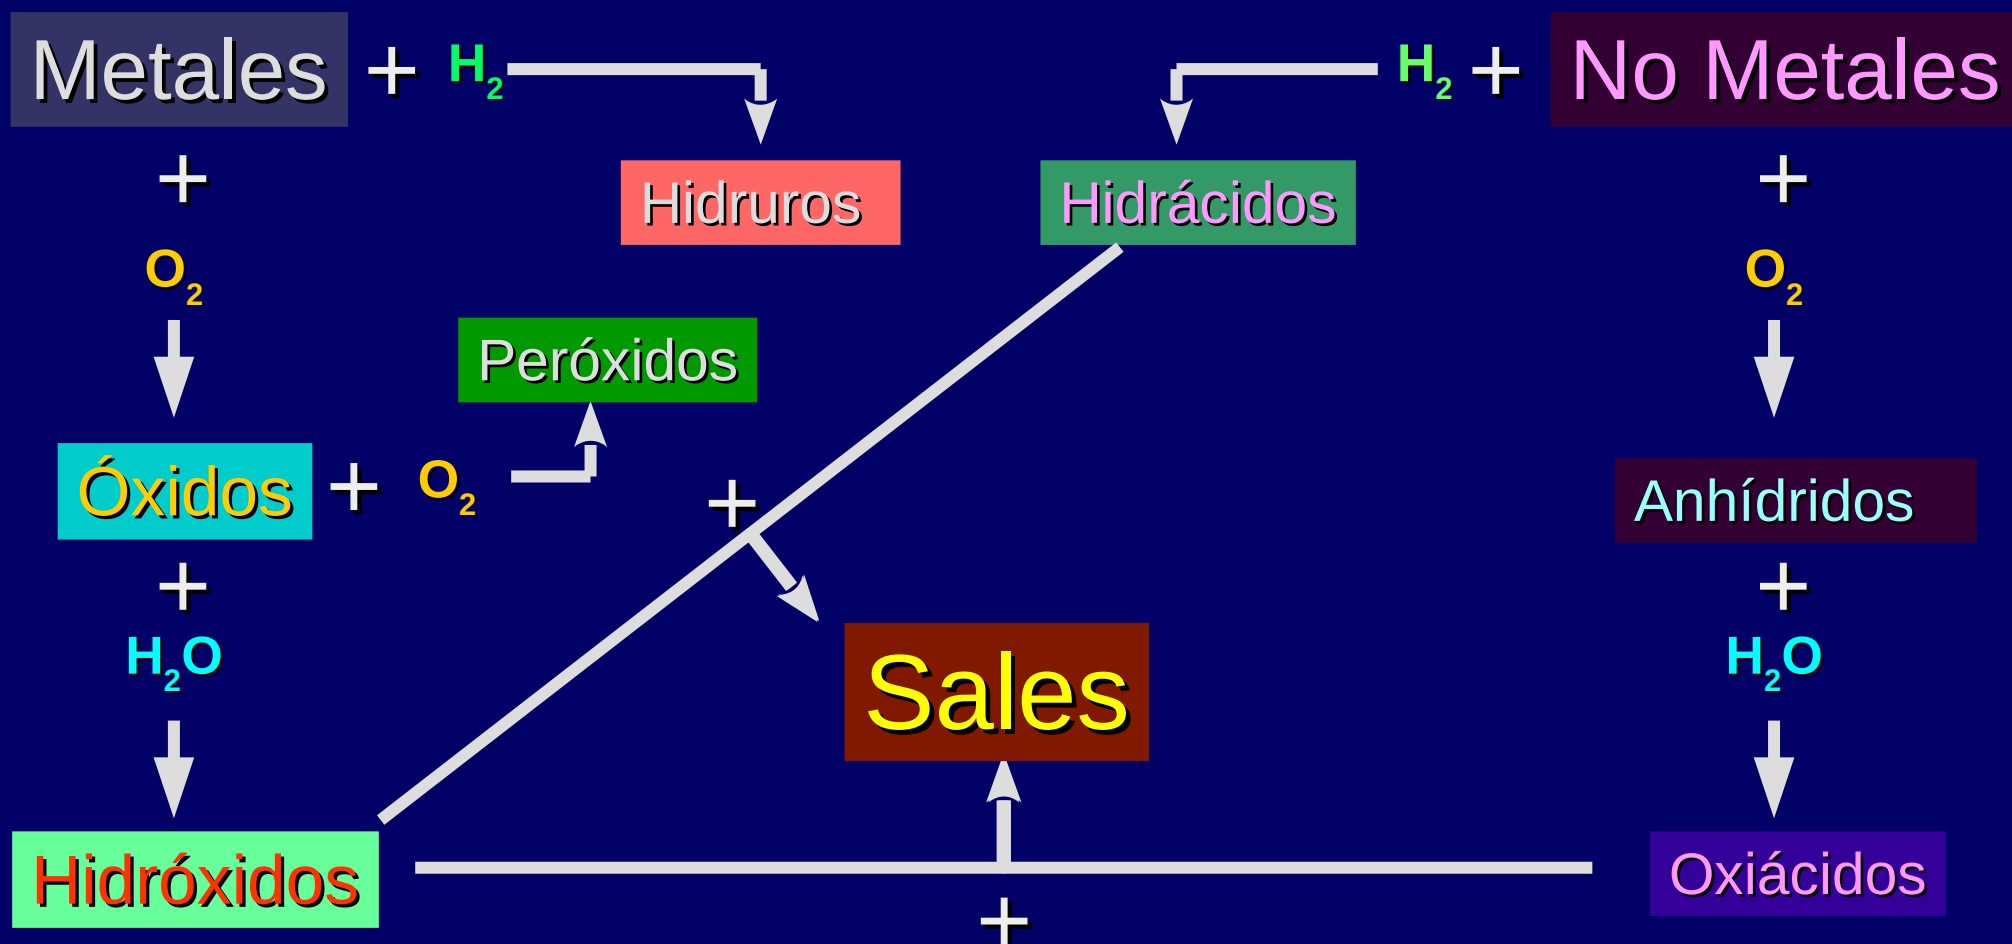 Metales + H₂ H₂ + No Metales
+ +
Hidruros Hidrácidos
O₂ O₂
Peróxidos
Óxidos + O₂ + Anhídridos
+ +
H₂O H₂O
Sales
Hidróxidos Oxiácidos
+